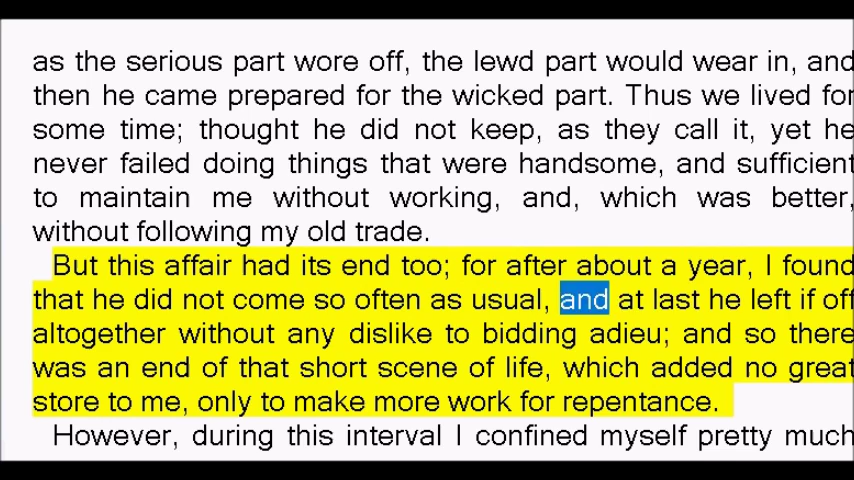 as the serious part wore off, the lewd part would wear in, and
then he came prepared for the wicked part. Thus we lived for
some time; thought he did not keep, as they call it, yet he
never failed doing things that were handsome, and sufficient
to maintain me without working, and, which was better,
without following my old trade.
But this affair had its end too; for after about a year, I found
that he did not come so often as usual, and at last he left if off
altogether without any dislike to bidding adieu; and so there
was an end of that short scene of life, which added no great
store to me, only to make more work for repentance.
However, during this interval I confined myself pretty much